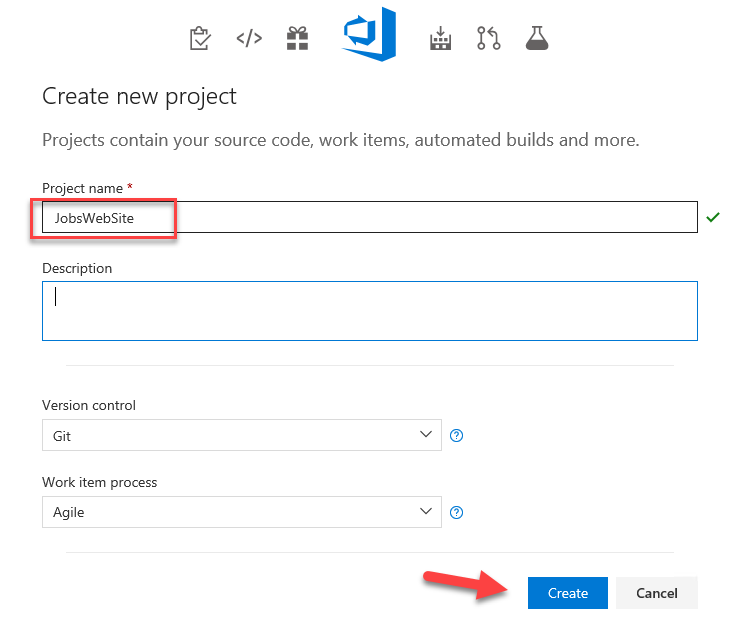 Create new project
Projects contain your source code, work items, automated builds and more.
Project name *
JobsWebSite
Description
Version control
Git
Work item process
Agile
Create Cancel